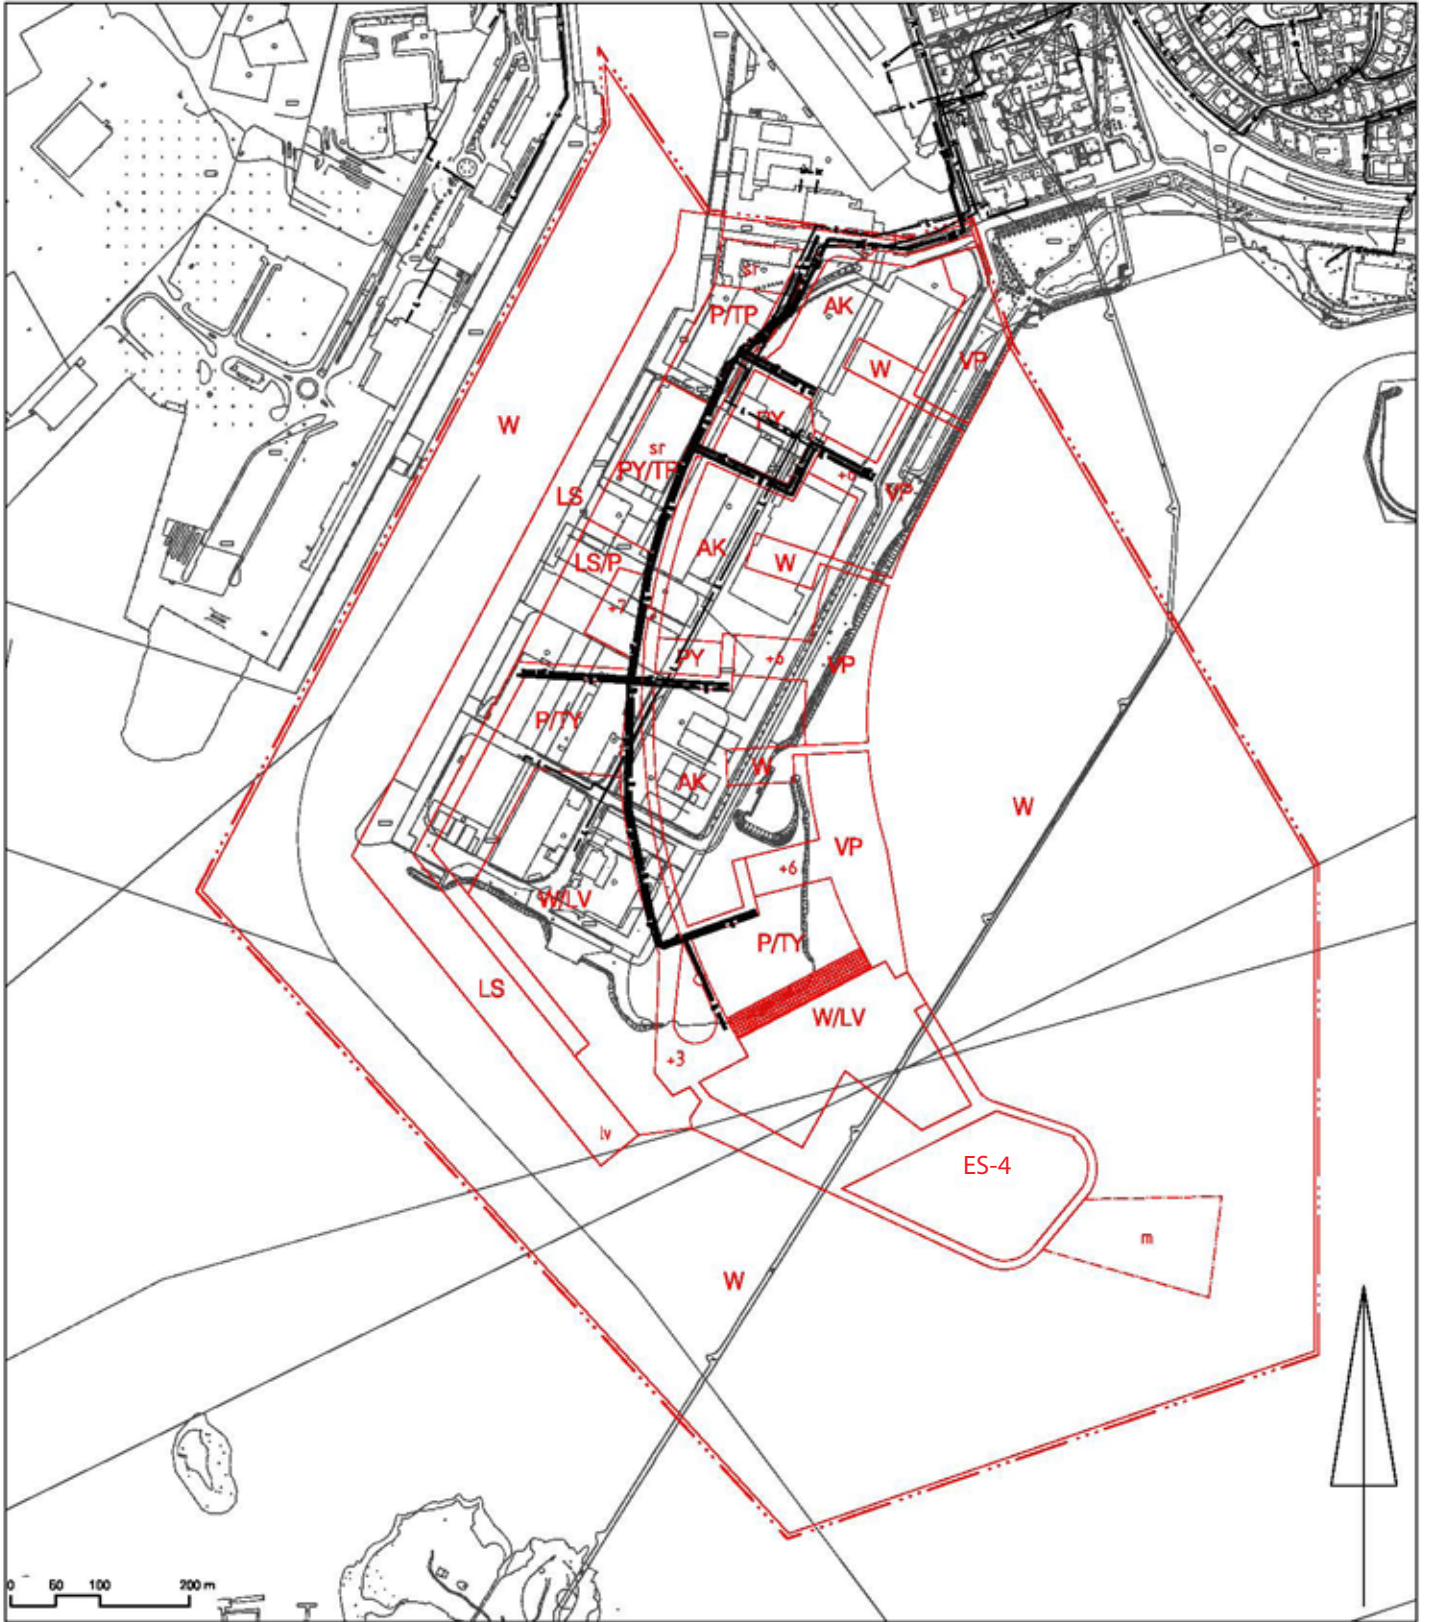 sr
P/TP
AK
W
VP
W
PY
sr
PY/TP
+6
VP
LS
AK
W
LS/P
+7
PY
+6
VP
P/TY
W
AK
W
VP
+6
W/LV
P/TY
LS
W/LV
+3
lv
ES-4
m
W
0 50 100 200 m